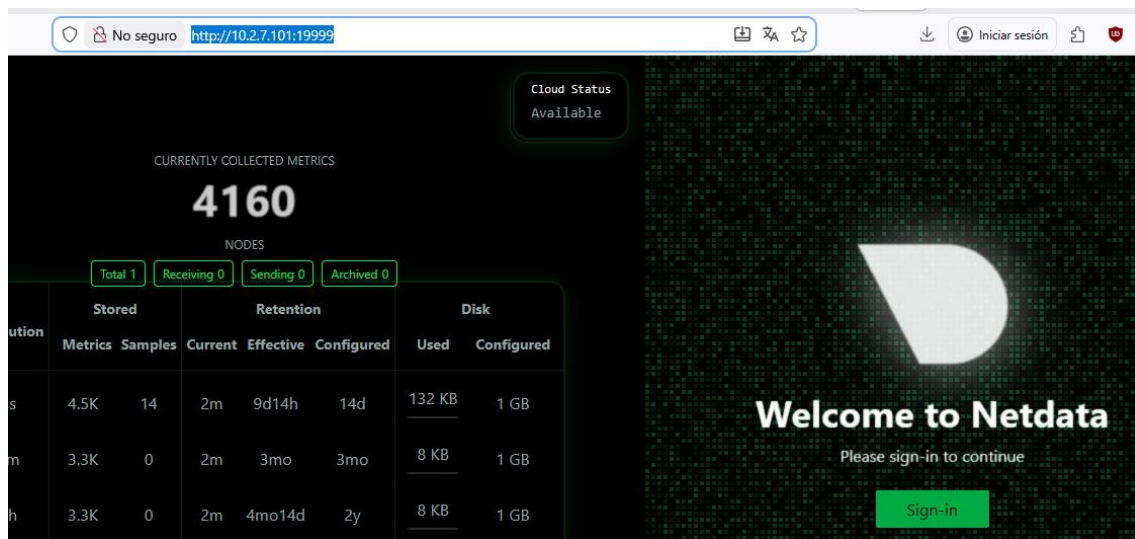 No seguro http://10.2.7.101:19999 Iniciar sesión
Cloud Status
Available
CURRENTLY COLLECTED METRICS
4160
NODES
Total 1 Receiving 0 Sending 0 Archived 0
Stored Retention Disk
ution Metrics Samples Current Effective Configured Used Configured
s 4.5K 14 2m 9d14h 14d 132 KB 1 GB
m 3.3K 0 2m 3mo 3mo 8 KB 1 GB
h 3.3K 0 2m 4mo14d 2y 8 KB 1 GB
Welcome to Netdata
Please sign-in to continue
Sign-in